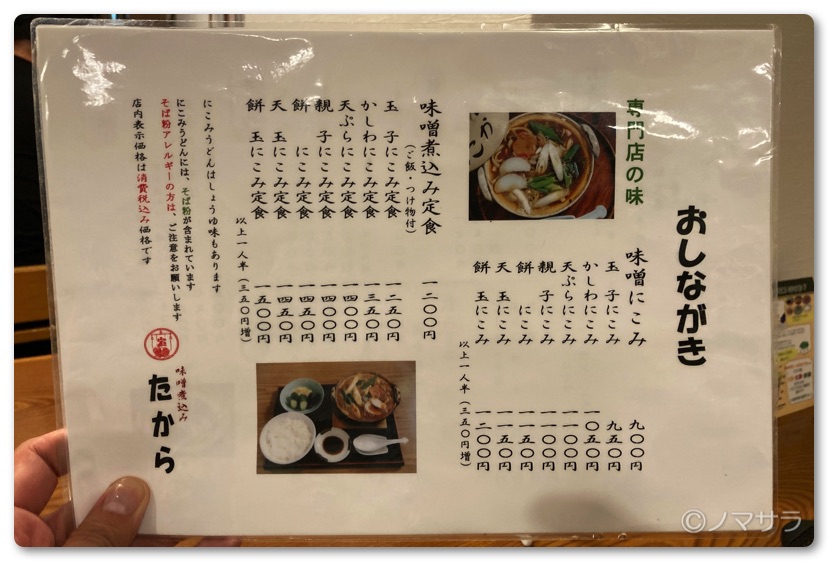 おしながき
専門店の味
味噌にこみ 九〇〇円
玉子にこみ 九五〇円
かしわにこみ 一〇五〇円
天ぷらにこみ 一一〇〇円
親子にこみ 一一〇〇円
餅にこみ 一一〇〇円
天玉にこみ 一一五〇円
餅玉にこみ 一二〇〇円
以上一人半(三五〇円増)
味噌煮込み定食 一二〇〇円
(ご飯・つけ物付)
玉子にこみ定食 一二五〇円
かしわにこみ定食 一三五〇円
天ぷらにこみ定食 一四〇〇円
親子にこみ定食 一四〇〇円
餅にこみ定食 一四五〇円
天玉にこみ定食 一四五〇円
餅玉にこみ定食 一五〇〇円
以上一人半(三五〇円増)
にこみうどんはしょうゆ味もあります
にこみうどんには、そば粉が含まれています
そば粉アレルギーの方は、ご注意をお願いします
店内表示価格は消費税込み価格です
味噌煮込み
たから
©ノマサラ